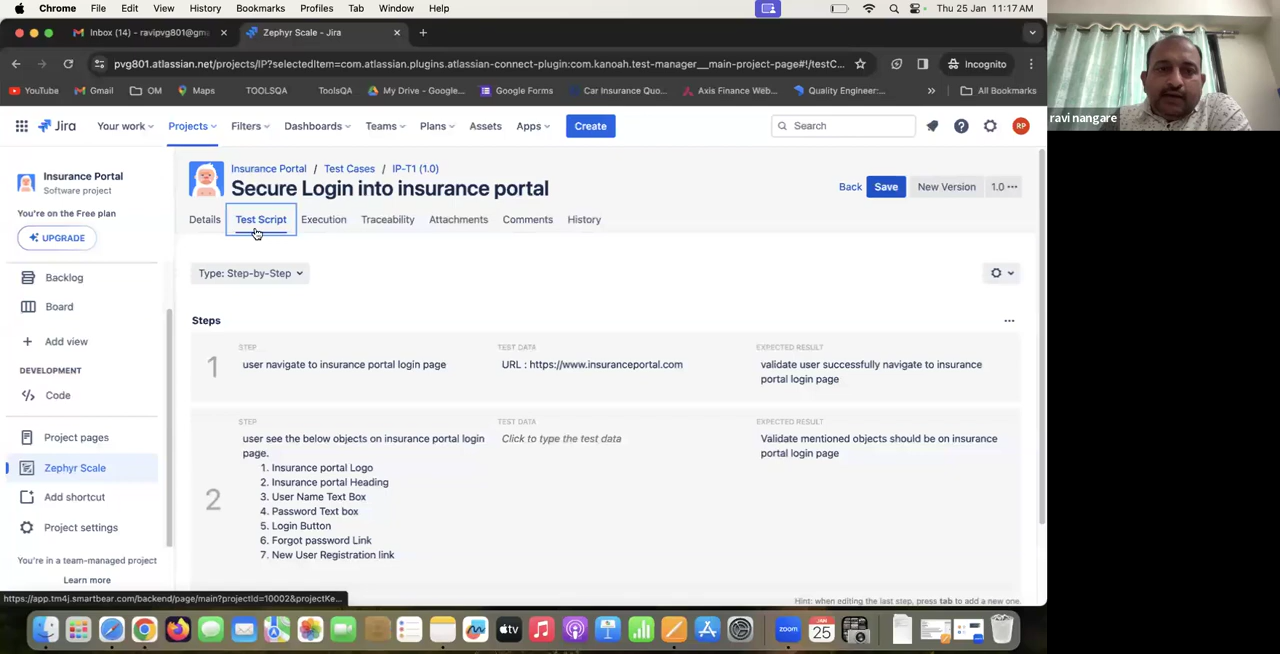 Chrome File Edit View History Bookmarks Profiles Tab Window Help Thu 25 Jan 11:17 AM
Inbox (14) - ravipvg801@gm Zephyr Scale - Jira
pvg801.atlassian.net/projects/IP?selectedItem=com.atlassian.plugins.atlassian-connect-plugin:com.kanoah.test-manager__main-project-page#!/testC... Incognito
YouTube Gmail OM Maps TOOLSQA ToolsQA My Drive - Google... Google Forms Car Insurance Quo... Axis Finance Web... Quality Engineer:... » All Bookmarks
ravi nangare
Jira Your work Projects Filters Dashboards Teams Plans Assets Apps Create Search RP
Insurance Portal
Software project
You're on the Free plan
UPGRADE
Backlog
Board
Add view
DEVELOPMENT
Code
Project pages
Zephyr Scale
Add shortcut
Project settings
You're in a team-managed project
Learn more
Insurance Portal / Test Cases / IP-T1 (1.0)
Secure Login into insurance portal
Back Save New Version 1.0 ···
Details Test Script Execution Traceability Attachments Comments History
Type: Step-by-Step
Steps ···
1
STEP
user navigate to insurance portal login page
TEST DATA
URL : https://www.insuranceportal.com
EXPECTED RESULT
validate user successfully navigate to insurance
portal login page
2
STEP
user see the below objects on insurance portal login
page.
1. Insurance portal Logo
2. Insurance portal Heading
3. User Name Text Box
4. Password Text box
5. Login Button
6. Forgot password Link
7. New User Registration link
TEST DATA
Click to type the test data
EXPECTED RESULT
Validate mentioned objects should be on insurance
portal login page
Hint: when editing the last step, press tab to add a new one.
https://app.tm4j.smartbear.com/backend/page/main?projectId=10002&projectKe...
tv zoom JAN 25